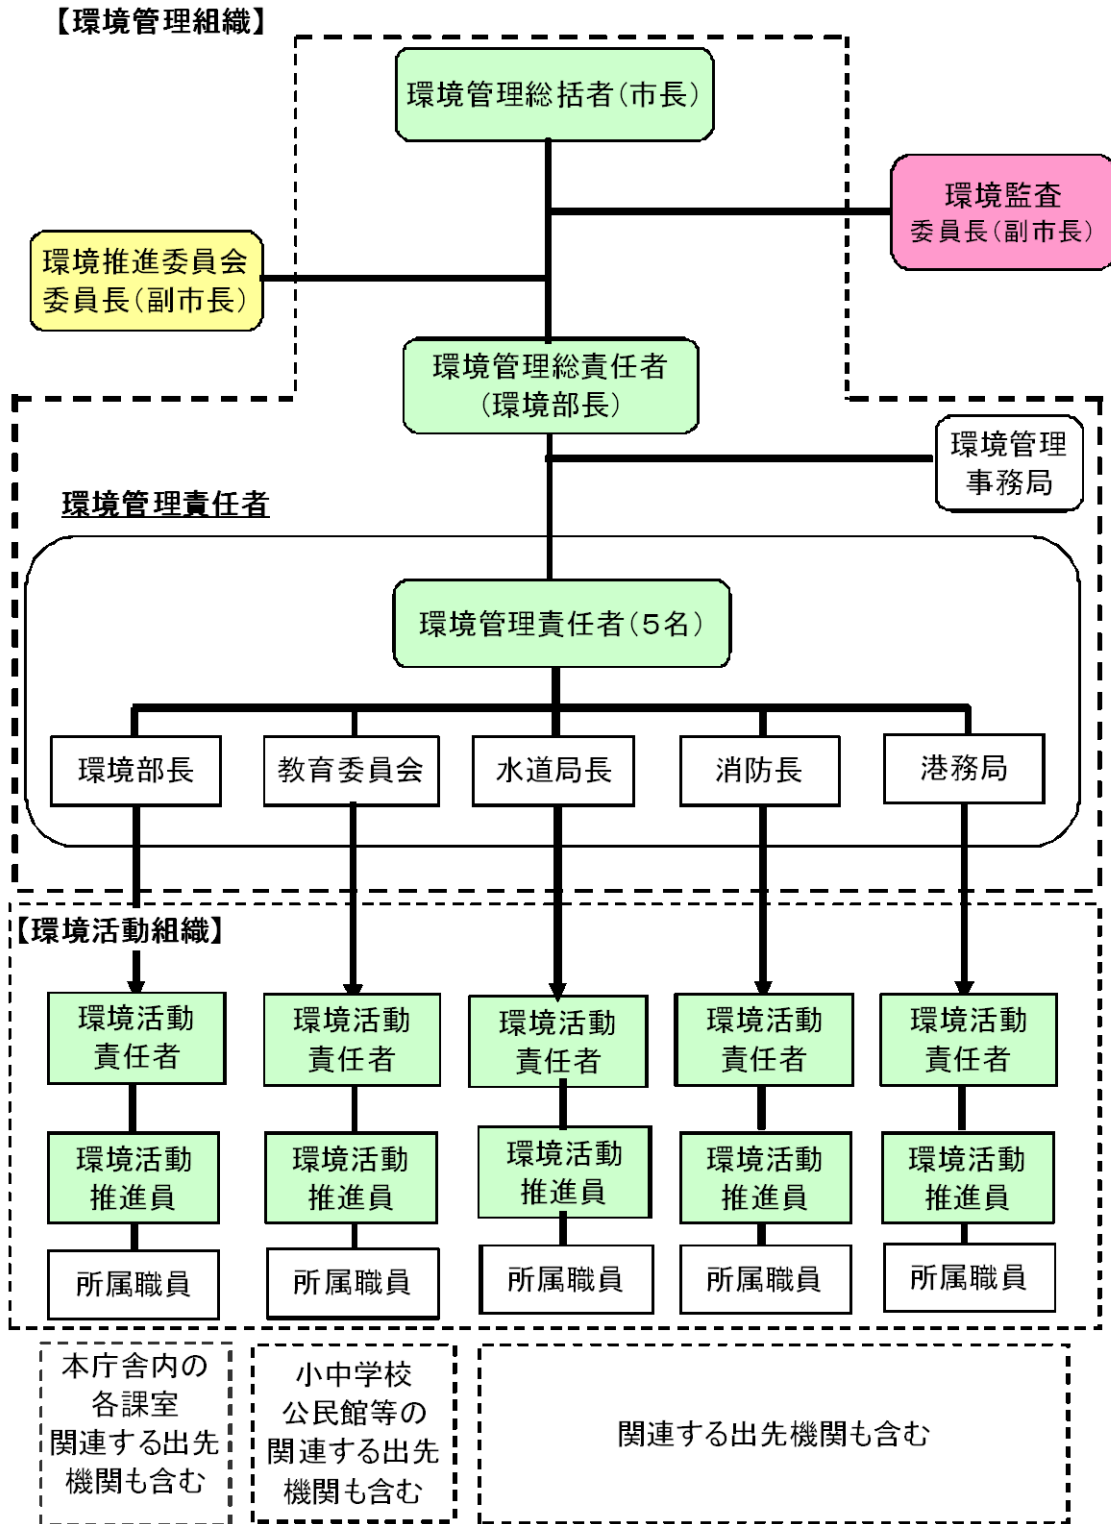 【環境管理組織】
環境管理総括者（市長）
環境監査
委員長（副市長）
環境推進委員会
委員長（副市長）
環境管理総責任者
（環境部長）
環境管理
事務局
環境管理責任者
環境管理責任者（５名）
環境部長
教育委員会
水道局長
消防長
港務局
【環境活動組織】
環境活動
責任者
環境活動
責任者
環境活動
責任者
環境活動
責任者
環境活動
責任者
環境活動
推進員
環境活動
推進員
環境活動
推進員
環境活動
推進員
環境活動
推進員
所属職員
所属職員
所属職員
所属職員
所属職員
本庁舎内の
各課室
関連する出先
機関も含む
小中学校
公民館等の
関連する出先
機関も含む
関連する出先機関も含む